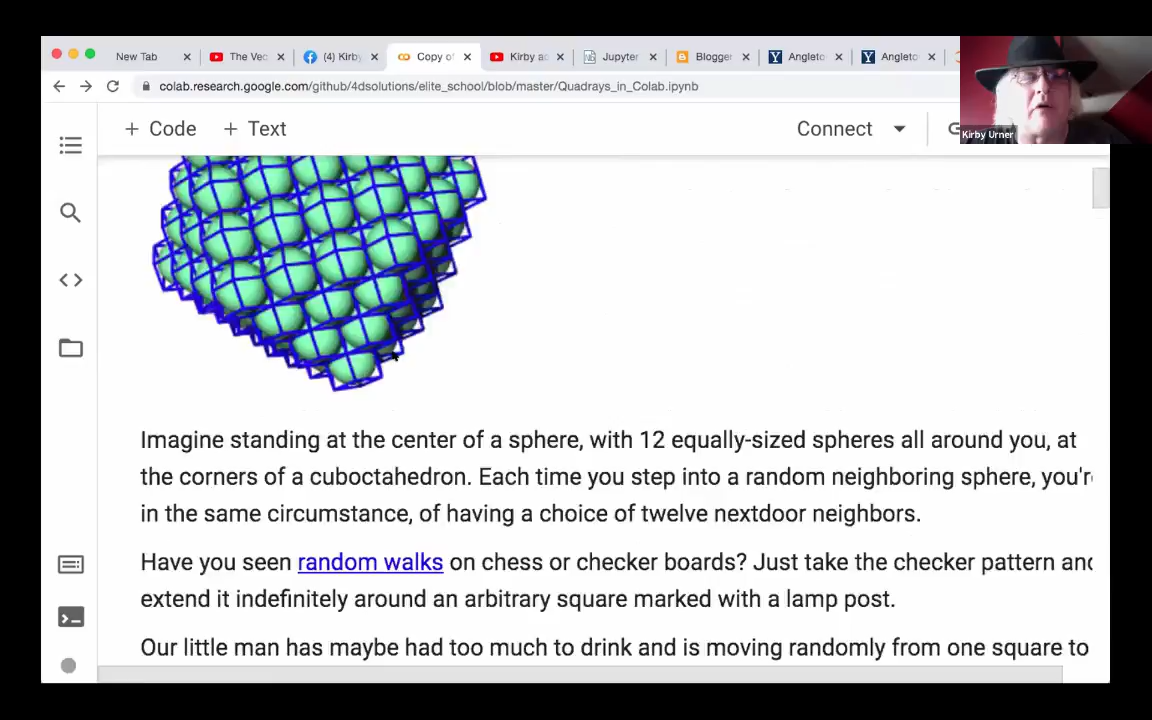 New Tab
The Vec
(4) Kirby
Copy of
Kirby as
Jupyter
Blogger
Angleto
Angleto
colab.research.google.com/github/4dsolutions/elite_school/blob/master/Quadrays_in_Colab.ipynb
+ Code + Text
Connect
Kirby Urner
Imagine standing at the center of a sphere, with 12 equally-sized spheres all around you, at
the corners of a cuboctahedron. Each time you step into a random neighboring sphere, you're
in the same circumstance, of having a choice of twelve nextdoor neighbors.
Have you seen random walks on chess or checker boards? Just take the checker pattern and
extend it indefinitely around an arbitrary square marked with a lamp post.
Our little man has maybe had too much to drink and is moving randomly from one square to